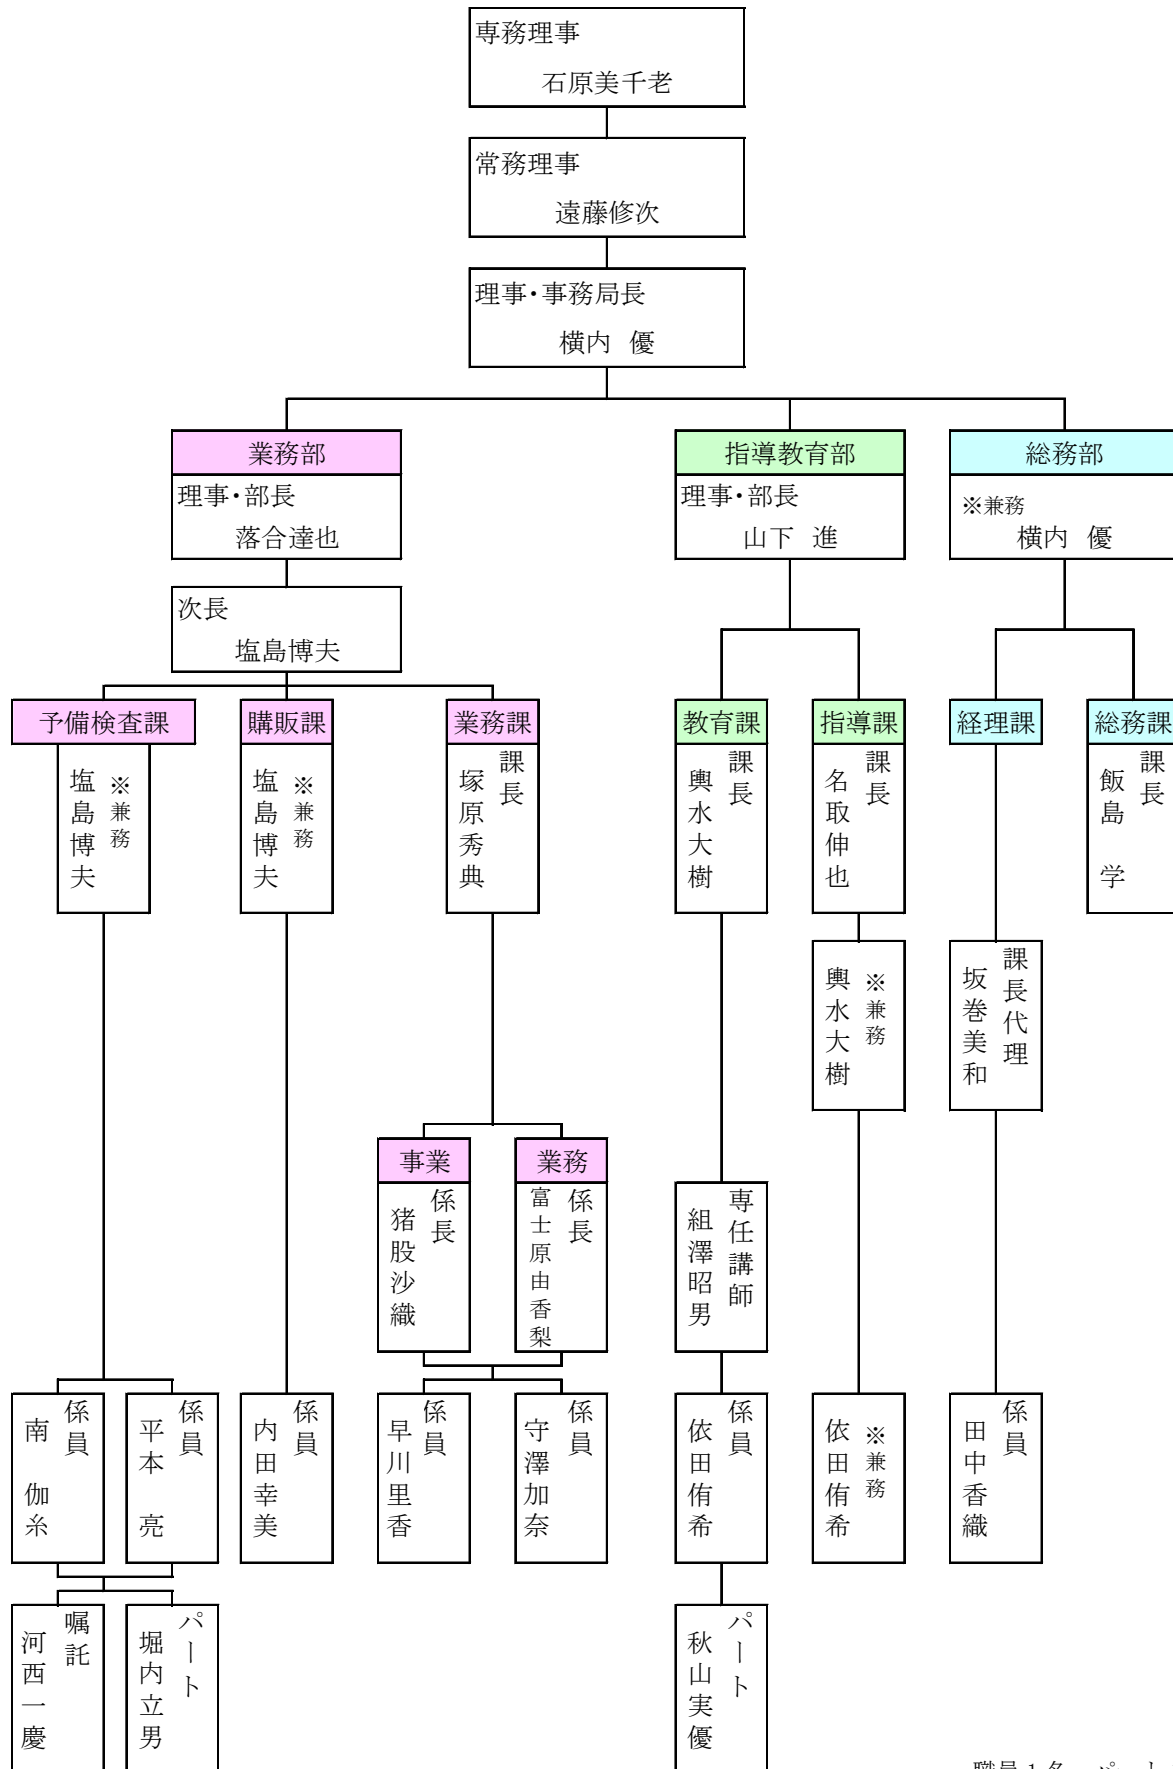 専務理事
石原美千老
常務理事
遠藤修次
理事・事務局長
横内 優
業務部
理事・部長
落合達也
次長
塩島博夫
指導教育部
理事・部長
山下 進
総務部
※兼務
横内 優
予備検査課
※兼務
塩島博夫
購販課
※兼務
塩島博夫
業務課
課長
塚原秀典
教育課
課長
輿水大樹
指導課
課長
名取伸也
※兼務
輿水大樹
経理課
課長代理
坂巻美和
総務課
課長
飯島 学
事業
係長
猪股沙織
業務
係長
富士原由香梨
専任講師
組澤昭男
係員
南 伽糸
係員
平本 亮
係員
内田幸美
係員
早川里香
係員
守澤加奈
係員
依田侑希
※兼務
依田侑希
係員
田中香織
嘱託
河西一慶
パート
堀内立男
パート
秋山実優